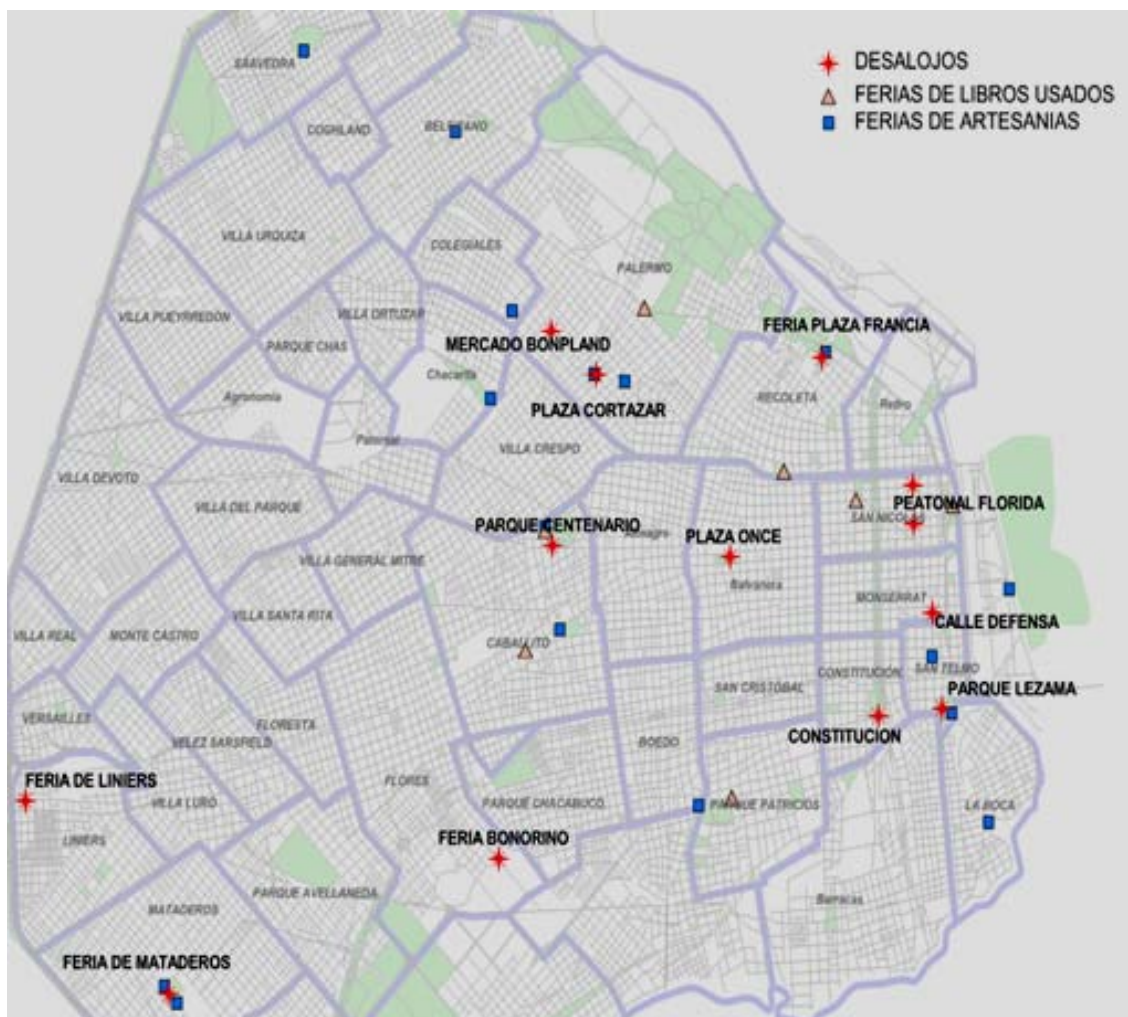 DESALOJOS
FERIAS DE LIBROS USADOS
FERIAS DE ARTESANIAS
SAAVEDRA
COGHLAND
BELGRANO
VILLA URQUIZA
COLEGIALES
PALERMO
VILLA PUEYRREDON
VILLA ORTUZAR
PARQUE CHAS
MERCADO BONPLAND
FERIA PLAZA FRANCIA
Chacarita
Agronomia
PLAZA CORTAZAR
RECOLETA
Retiro
Paternal
VILLA CRESPO
VILLA DEVOTO
VILLA DEL PARQUE
PEATONAL FLORIDA
SAN NICOLAS
PARQUE CENTENARIO
Almagro
PLAZA ONCE
VILLA GENERAL MITRE
Balvanera
MONSERRAT
VILLA SANTA RITA
CALLE DEFENSA
VILLA REAL
MONTE CASTRO
CABALLITO
SAN TELMO
CONSTITUCION
SAN CRISTOBAL
PARQUE LEZAMA
VERSAILLES
FLORESTA
VELEZ SARSFIELD
BOEDO
CONSTITUCION
FERIA DE LINIERS
FLORES
VILLA LURO
PARQUE CHACABUCO
PARQUE PATRICIOS
LA BOCA
LINIERS
FERIA BONORINO
PARQUE AVELLANEDA
Barracas
MATADEROS
FERIA DE MATADEROS